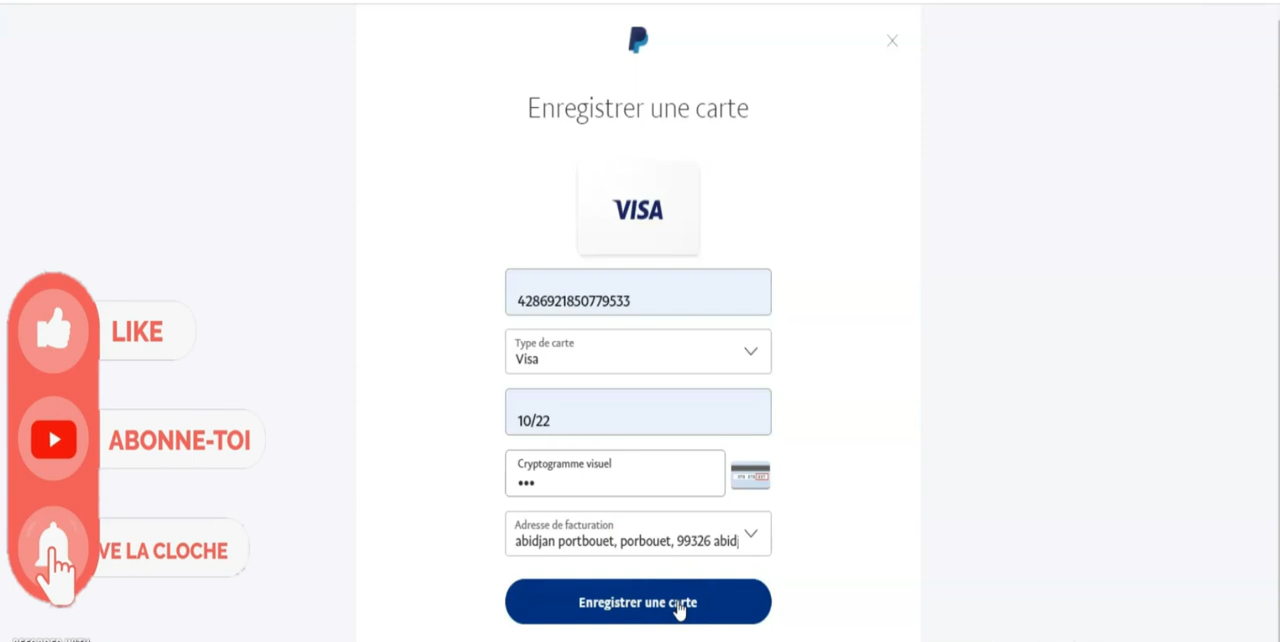 Enregistrer une carte
VISA
4286921850779533
Type de carte
Visa
10/22
Cryptogramme visuel
•••
Adresse de facturation
abidjan portbouet, porbouet, 99326 abidj
Enregistrer une carte
LIKE
ABONNE-TOI
VE LA CLOCHE